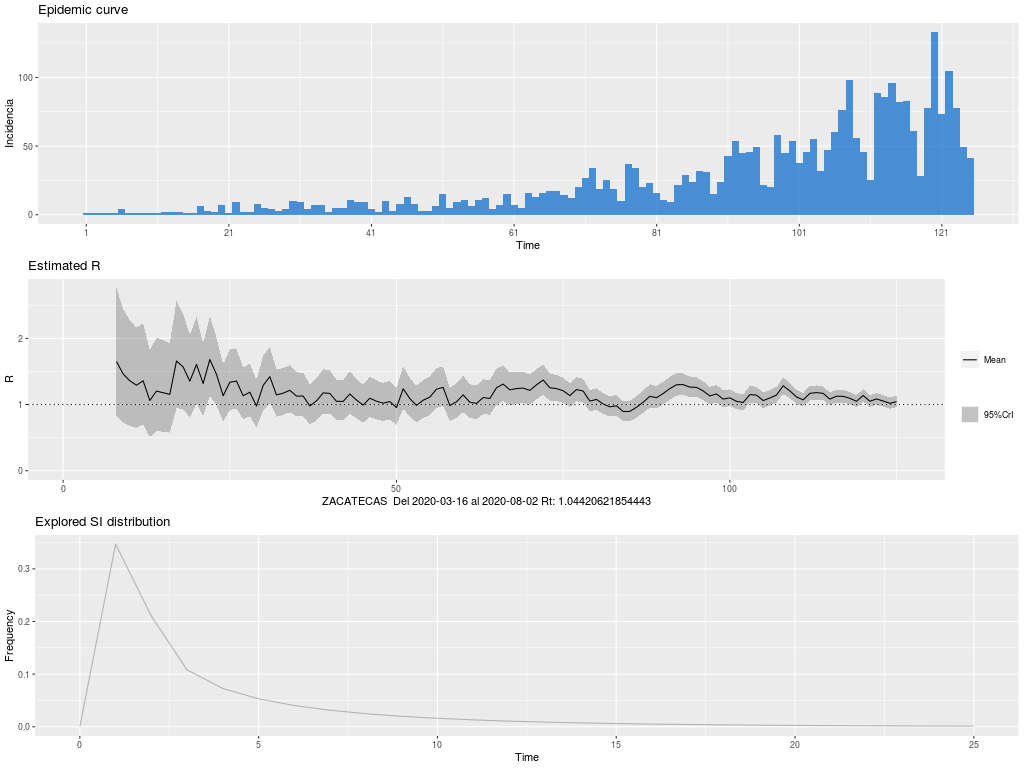 Epidemic curve
Incidencia
100
50
0
1 21 41 61 81 101 121
Time
Estimated R
R
2
1
0
0 50 100
Mean
95%CrI
ZACATECAS Del 2020-03-16 al 2020-08-02 Rt: 1.04420621854443
Explored SI distribution
Frequency
0.3
0.2
0.1
0.0
0 5 10 15 20 25
Time